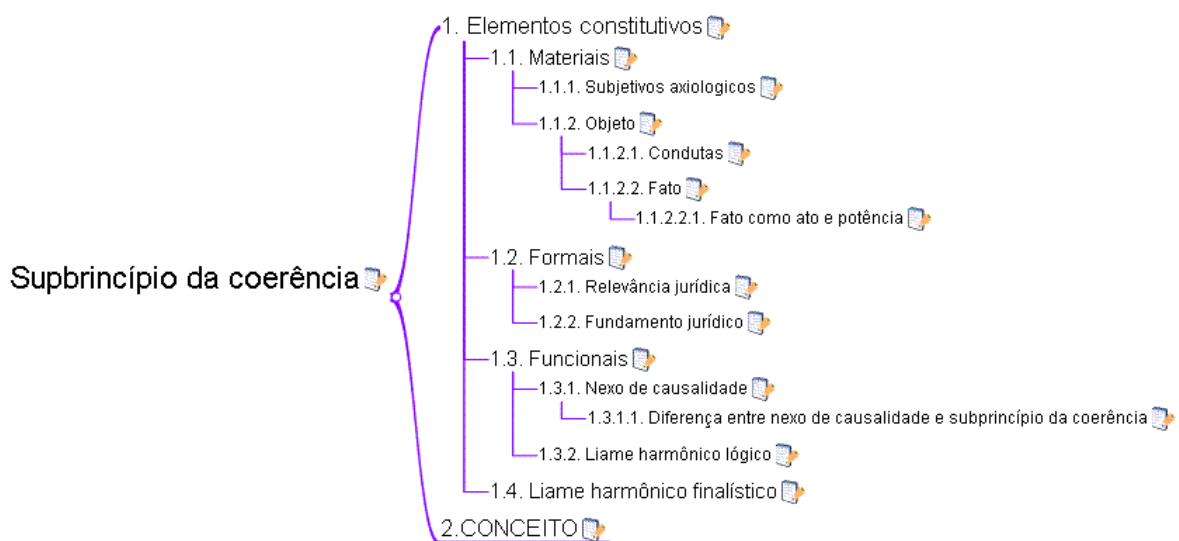 1. Elementos constitutivos
1.1. Materiais
1.1.1. Subjetivos axiologicos
1.1.2. Objeto
1.1.2.1. Condutas
1.1.2.2. Fato
1.1.2.2.1. Fato como ato e potência
1.2. Formais
Supbrincípio da coerência
1.2.1. Relevância jurídica
1.2.2. Fundamento jurídico
1.3. Funcionais
1.3.1. Nexo de causalidade
1.3.1.1. Diferença entre nexo de causalidade e subprincípio da coerência
1.3.2. Liame harmônico lógico
1.4. Liame harmônico finalístico
2.CONCEITO